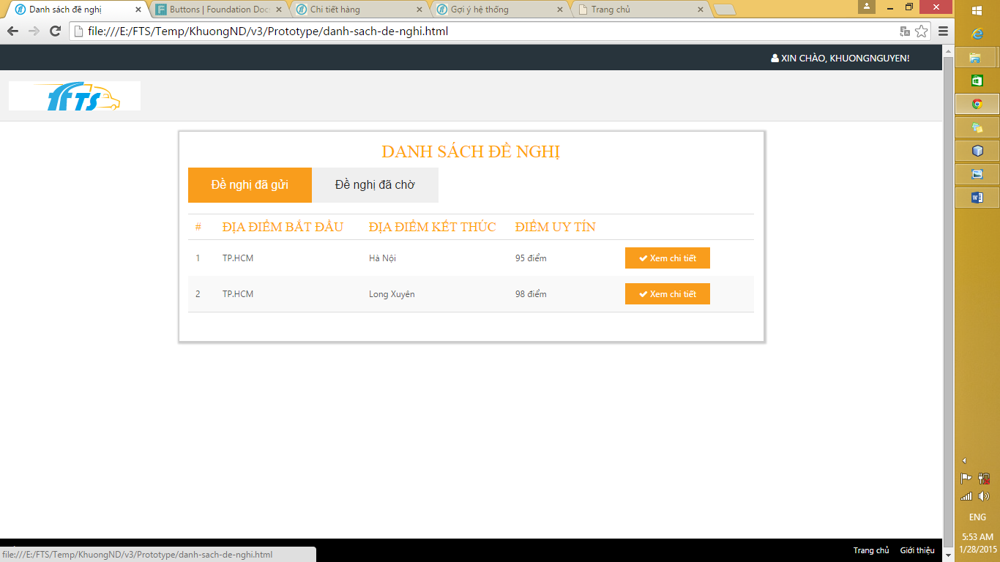 Danh sách đề nghị
Buttons | Foundation Doc
Chi tiết hàng
Gợi ý hệ thống
Trang chủ
file:///E:/FTS/Temp/KhuongND/v3/Prototype/danh-sach-de-nghi.html
XIN CHÀO, KHUONGNGUYEN!
FTS
DANH SÁCH ĐỀ NGHỊ
Đề nghị đã gửi Đề nghị đã chờ
# ĐỊA ĐIỂM BẮT ĐẦU ĐỊA ĐIỂM KẾT THÚC ĐIỂM UY TÍN
1 TP.HCM Hà Nội 95 điểm Xem chi tiết
2 TP.HCM Long Xuyên 98 điểm Xem chi tiết
Trang chủ Giới thiệu
file:///E:/FTS/Temp/KhuongND/v3/Prototype/danh-sach-de-nghi.html
ENG
5:53 AM
1/28/2015